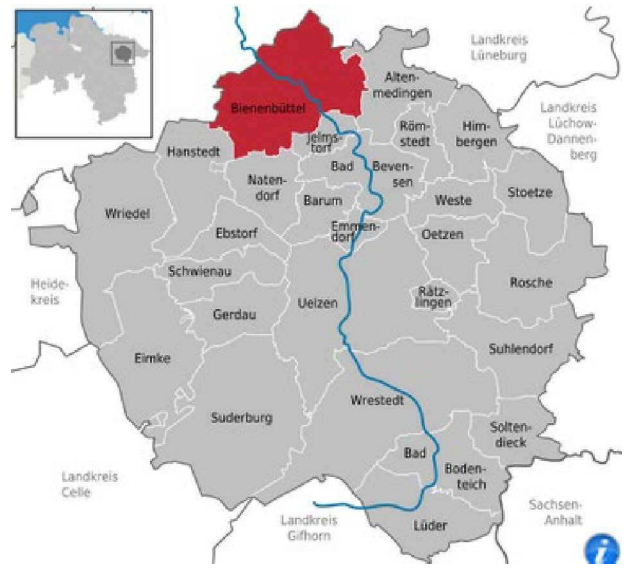 Landkreis
Lüneburg
Alten-
medingen
Bienenbüttel
Röm-
stedt
Him-
bergen
Landkreis
Lüchow-
Dannen-
berg
Jelms-
torf
Hanstedt
Bad
Beven-
sen
Naten-
dorf
Stoetze
Wriedel
Barum
Weste
Ebstorf
Emmen-
dorf
Oetzen
Schwienau
Heide-
kreis
Uelzen
Rätz-
lingen
Rosche
Gerdau
Eimke
Suhlendorf
Suderburg
Wrestedt
Solten-
dieck
Bad
Boden-
teich
Landkreis
Celle
Landkreis
Gifhorn
Lüder
Sachsen-
Anhalt
i